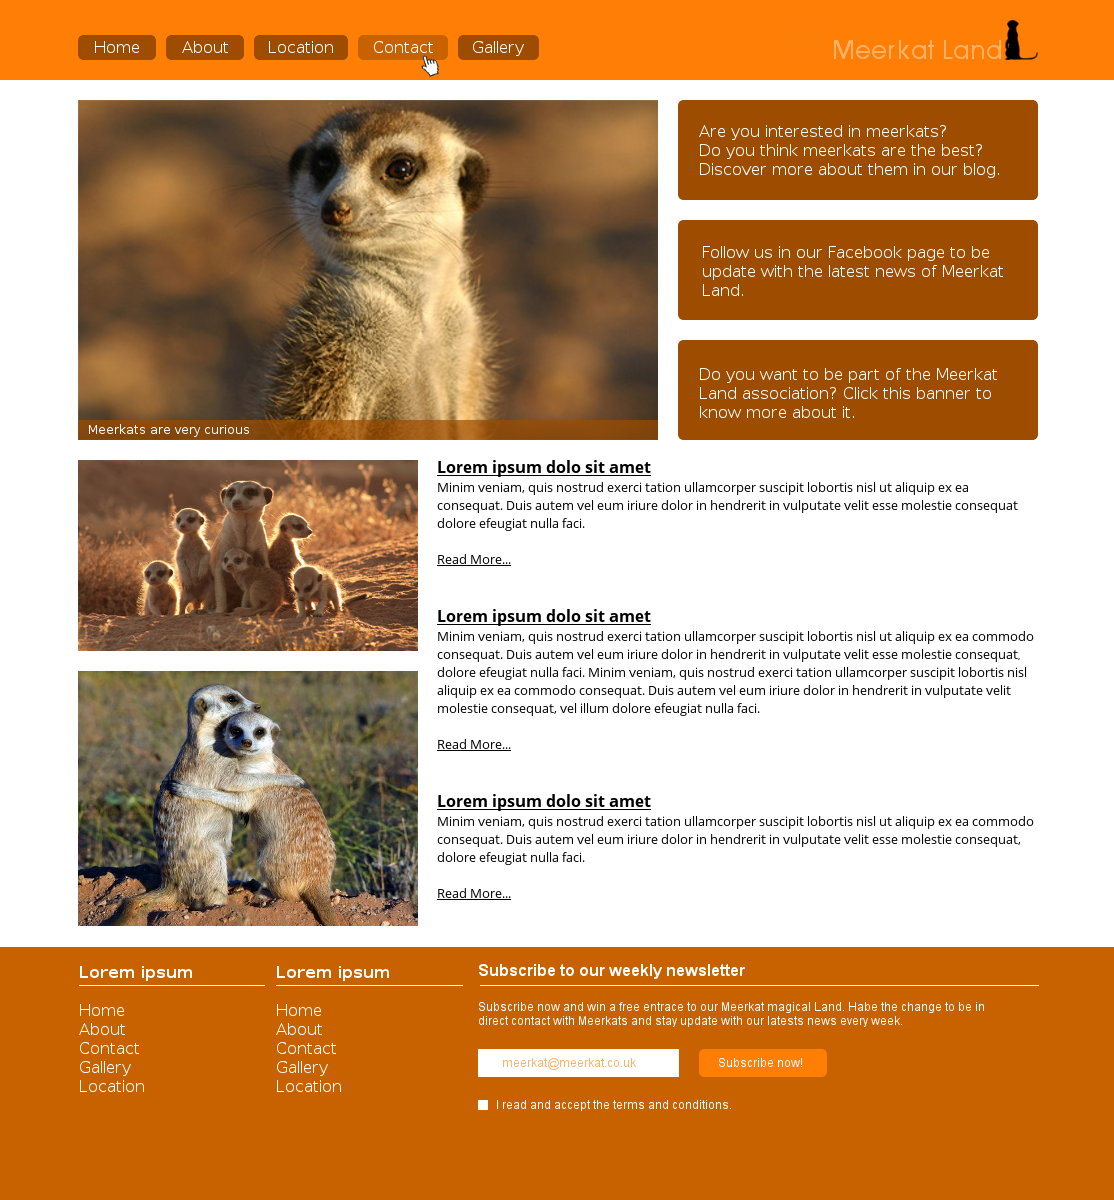 Home
About
Location
Contact
Gallery
Meerkat Land
Are you interested in meerkats?
Do you think meerkats are the best?
Discover more about them in our blog.
Follow us in our Facebook page to be
update with the latest news of Meerkat
Land.
Do you want to be part of the Meerkat
Land association? Click this banner to
know more about it.
Meerkats are very curious
Lorem ipsum dolo sit amet
Minim veniam, quis nostrud exerci tation ullamcorper suscipit lobortis nisl ut aliquip ex ea
consequat. Duis autem vel eum iriure dolor in hendrerit in vulputate velit esse molestie consequat
dolore efeugiat nulla faci.
Read More...
Lorem ipsum dolo sit amet
Minim veniam, quis nostrud exerci tation ullamcorper suscipit lobortis nisl ut aliquip ex ea commodo
consequat. Duis autem vel eum iriure dolor in hendrerit in vulputate velit esse molestie consequat,
dolore efeugiat nulla faci. Minim veniam, quis nostrud exerci tation ullamcorper suscipit lobortis nisl
aliquip ex ea commodo consequat. Duis autem vel eum iriure dolor in hendrerit in vulputate velit
molestie consequat, vel illum dolore efeugiat nulla faci.
Read More...
Lorem ipsum dolo sit amet
Minim veniam, quis nostrud exerci tation ullamcorper suscipit lobortis nisl ut aliquip ex ea commodo
consequat. Duis autem vel eum iriure dolor in hendrerit in vulputate velit esse molestie consequat,
dolore efeugiat nulla faci.
Read More...
Lorem ipsum
Home
About
Contact
Gallery
Location
Lorem ipsum
Home
About
Contact
Gallery
Location
Subscribe to our weekly newsletter
Subscribe now and win a free entrace to our Meerkat magical Land. Habe the change to be in
direct contact with Meerkats and stay update with our latests news every week.
meerkat@meerkat.co.uk
Subscribe now!
I read and accept the terms and conditions.